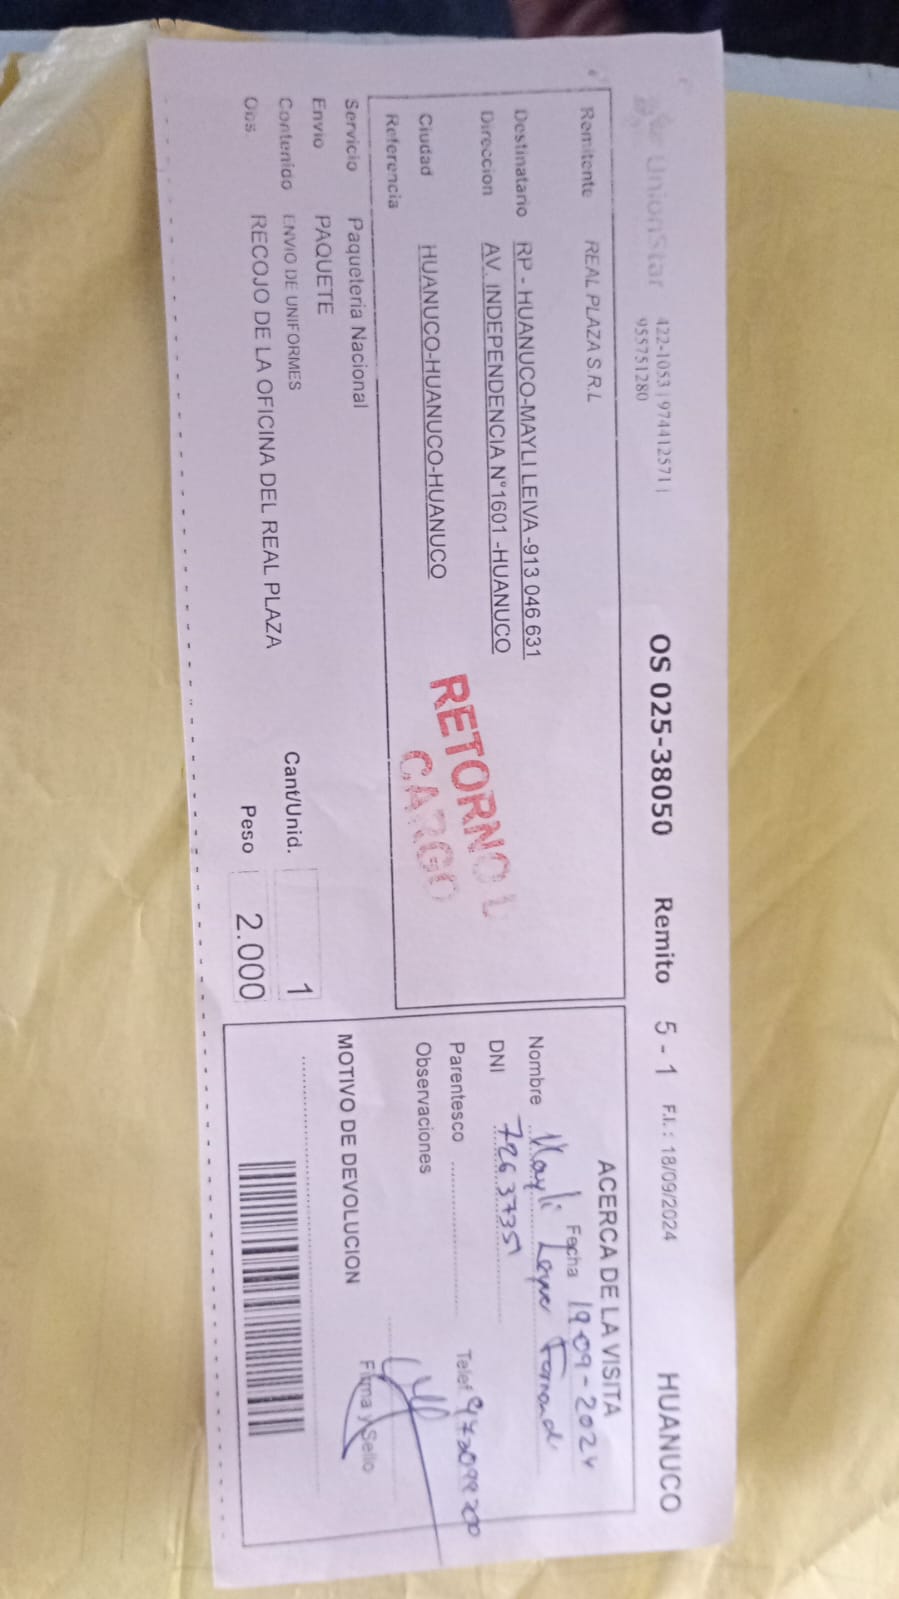 UnionStar 422-1053 | 974412571 |
955751280
OS 025-38050 Remito 5 - 1 F.I.: 18/09/2024 HUANUCO
Remitente REAL PLAZA S.R.L
Destinatario RP - HUANUCO-MAYLI LEIVA -913 046 631
Direccion AV. INDEPENDENCIA N°1601 -HUANUCO
Ciudad HUANUCO-HUANUCO-HUANUCO
Referencia
RETORNO
CARGO
Servicio Paqueteria Nacional
Envio PAQUETE
Contenido ENVIO DE UNIFORMES
Obs. RECOJO DE LA OFICINA DEL REAL PLAZA
Cant/Unid. 1
Peso 2.000
ACERCA DE LA VISITA
Fecha 19-09-2024
Nombre Mayli
DNI 72637351
Parentesco Telef
Observaciones
Firma y Sello
MOTIVO DE DEVOLUCION